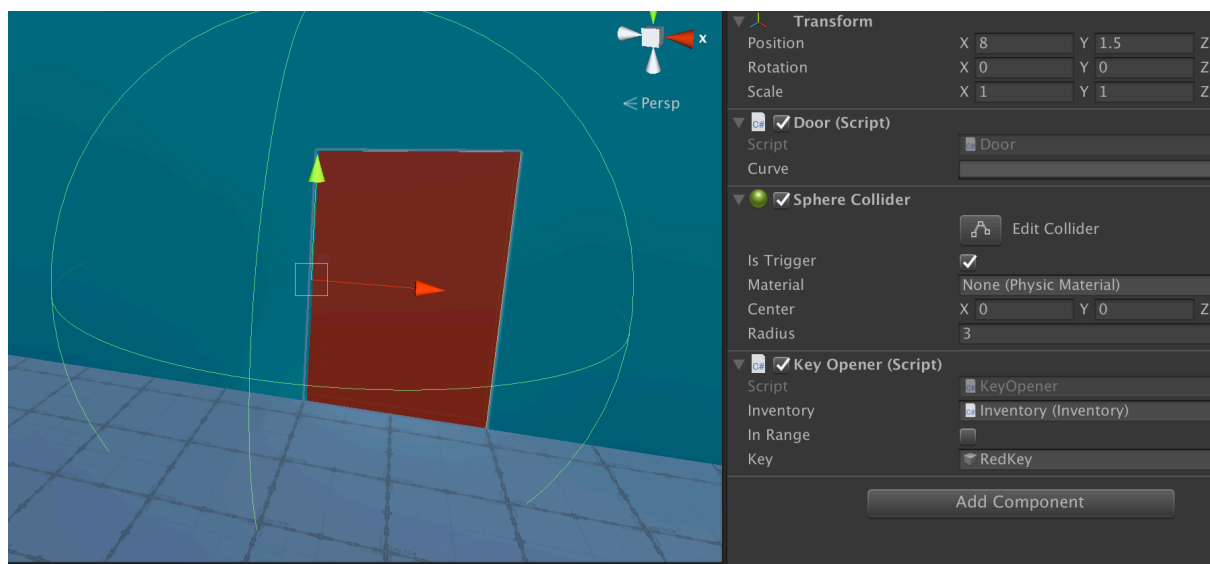 x
Persp
Transform
Position X 8 Y 1.5 Z
Rotation X 0 Y 0 Z
Scale X 1 Y 1 Z
C# Door (Script)
Script Door
Curve
Sphere Collider
Edit Collider
Is Trigger
Material None (Physic Material)
Center X 0 Y 0 Z
Radius 3
C# Key Opener (Script)
Script KeyOpener
Inventory Inventory (Inventory)
In Range
Key RedKey
Add Component